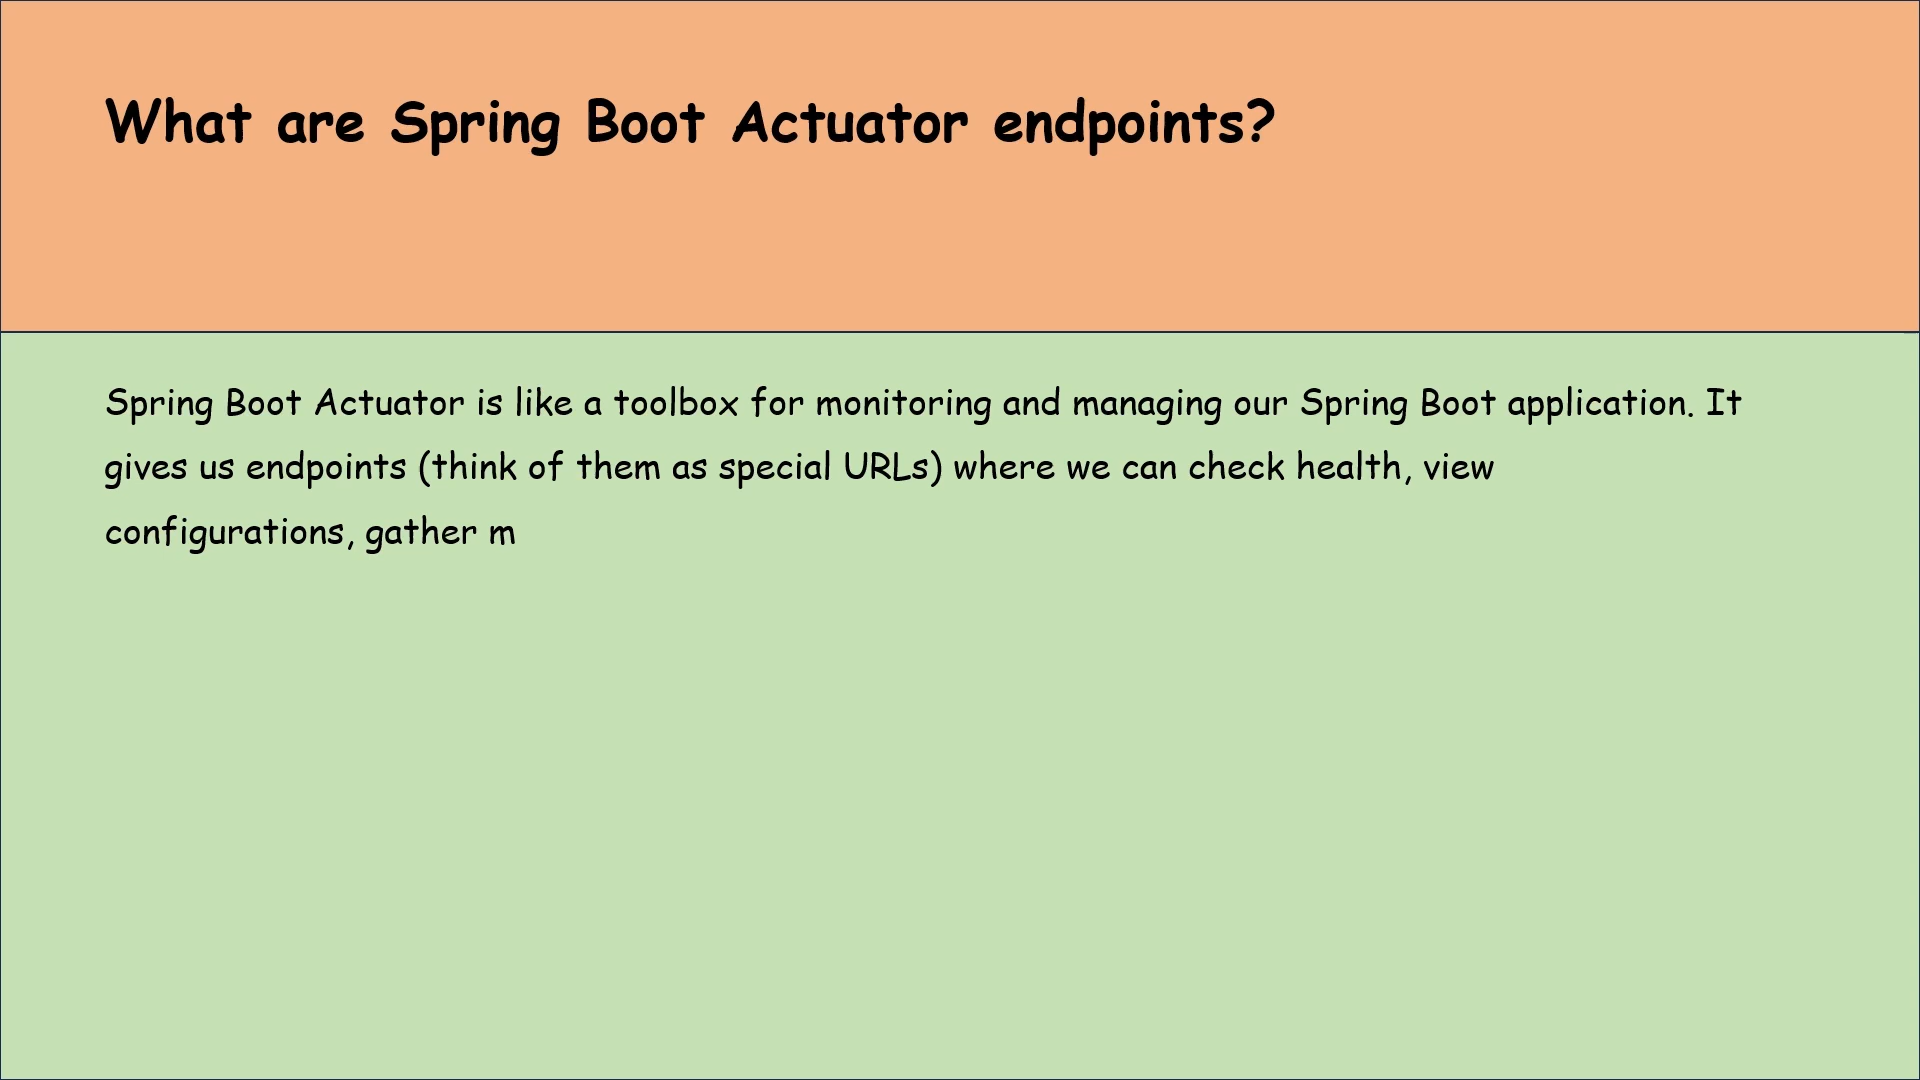 What are Spring Boot Actuator endpoints?
Spring Boot Actuator is like a toolbox for monitoring and managing our Spring Boot application. It
gives us endpoints (think of them as special URLs) where we can check health, view
configurations, gather m